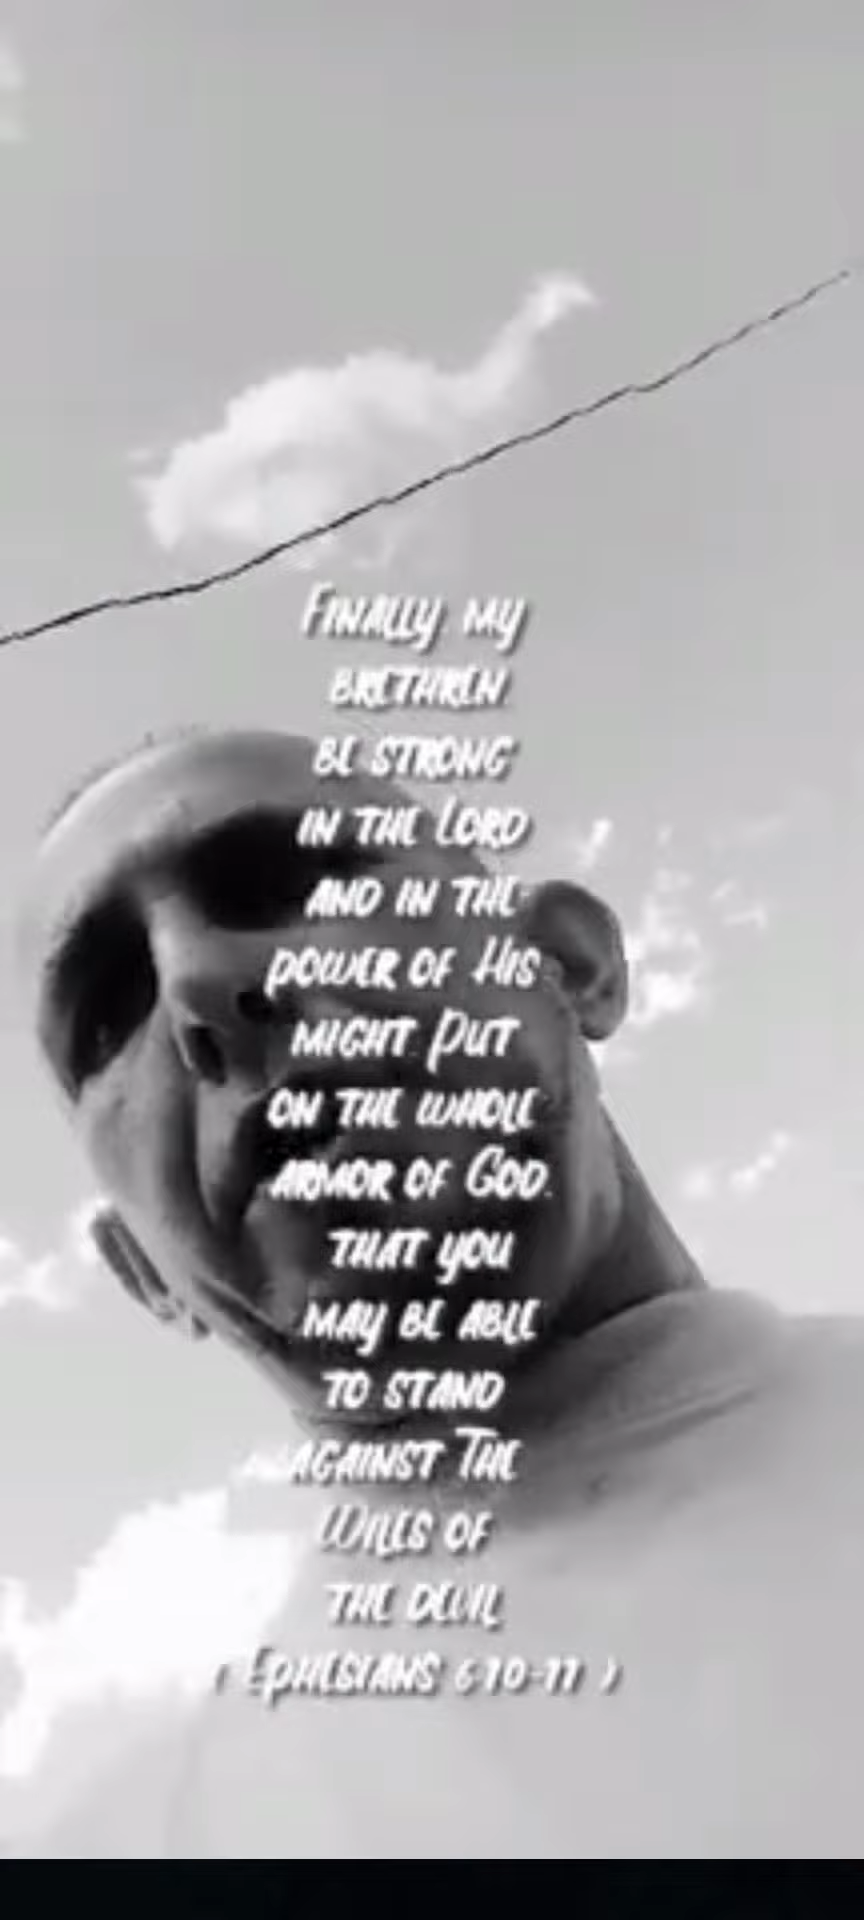 Finally, my
brethren
be strong
in the Lord
and in the
power of His
might. Put
on the whole
armor of God.
that you
may be able
to stand
against The
Wiles of
the devil
( Ephesians 6:10-11 )